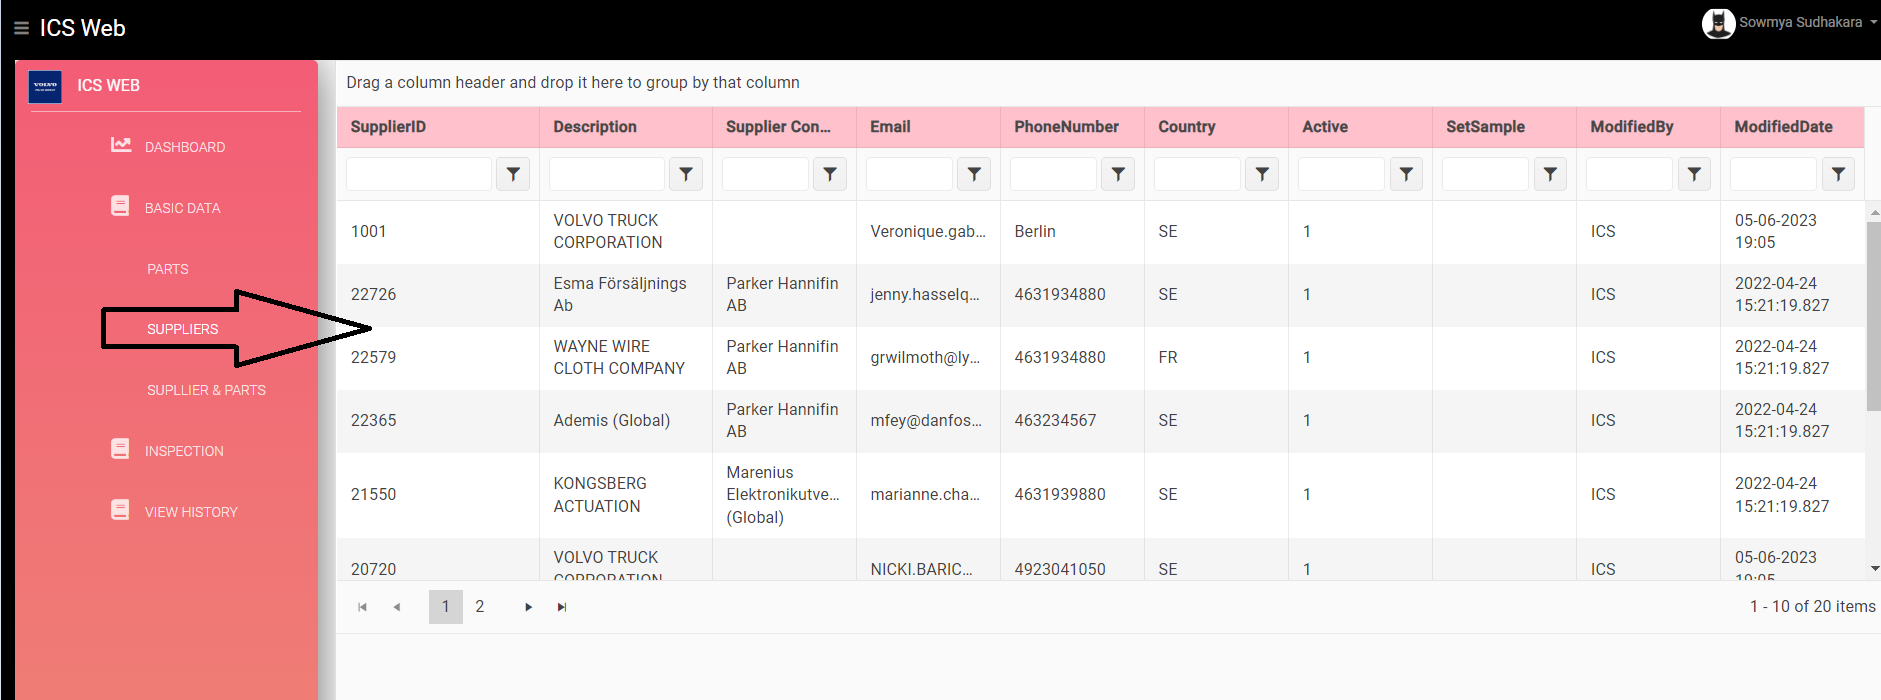 ICS Web
Sowmya Sudhakara
VOLVO
ICS WEB
DASHBOARD
BASIC DATA
PARTS
SUPPLIERS
SUPLLIER & PARTS
INSPECTION
VIEW HISTORY
Drag a column header and drop it here to group by that column
SupplierID Description Supplier Con... Email PhoneNumber Country Active SetSample ModifiedBy ModifiedDate
1001 VOLVO TRUCK CORPORATION Veronique.gab... Berlin SE 1 ICS 05-06-2023 19:05
22726 Esma Försäljnings Ab Parker Hannifin AB jenny.hasselq... 4631934880 SE 1 ICS 2022-04-24 15:21:19.827
22579 WAYNE WIRE CLOTH COMPANY Parker Hannifin AB grwilmoth@ly... 4631934880 FR 1 ICS 2022-04-24 15:21:19.827
22365 Ademis (Global) Parker Hannifin AB mfey@danfos... 463234567 SE 1 ICS 2022-04-24 15:21:19.827
21550 KONGSBERG ACTUATION Marenius Elektronikutve... (Global) marianne.cha... 4631939880 SE 1 ICS 2022-04-24 15:21:19.827
20720 VOLVO TRUCK CORPORATION NICKI.BARIC... 4923041050 SE 1 ICS 05-06-2023 19:05
1 2
1 - 10 of 20 items